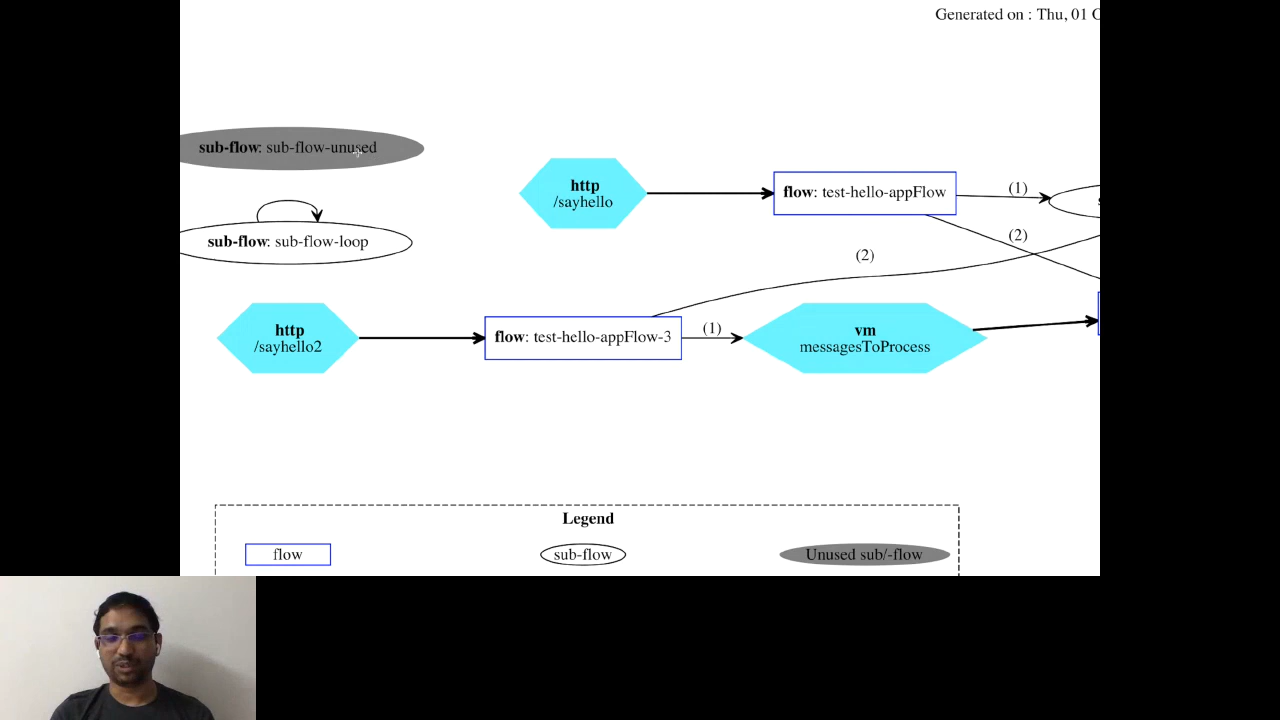 Generated on : Thu, 01
sub-flow: sub-flow-unused
http
/sayhello
flow: test-hello-appFlow
(1)
(2)
sub-flow: sub-flow-loop
(2)
http
/sayhello2
flow: test-hello-appFlow-3
(1)
vm
messagesToProcess
Legend
flow
sub-flow
Unused sub/-flow